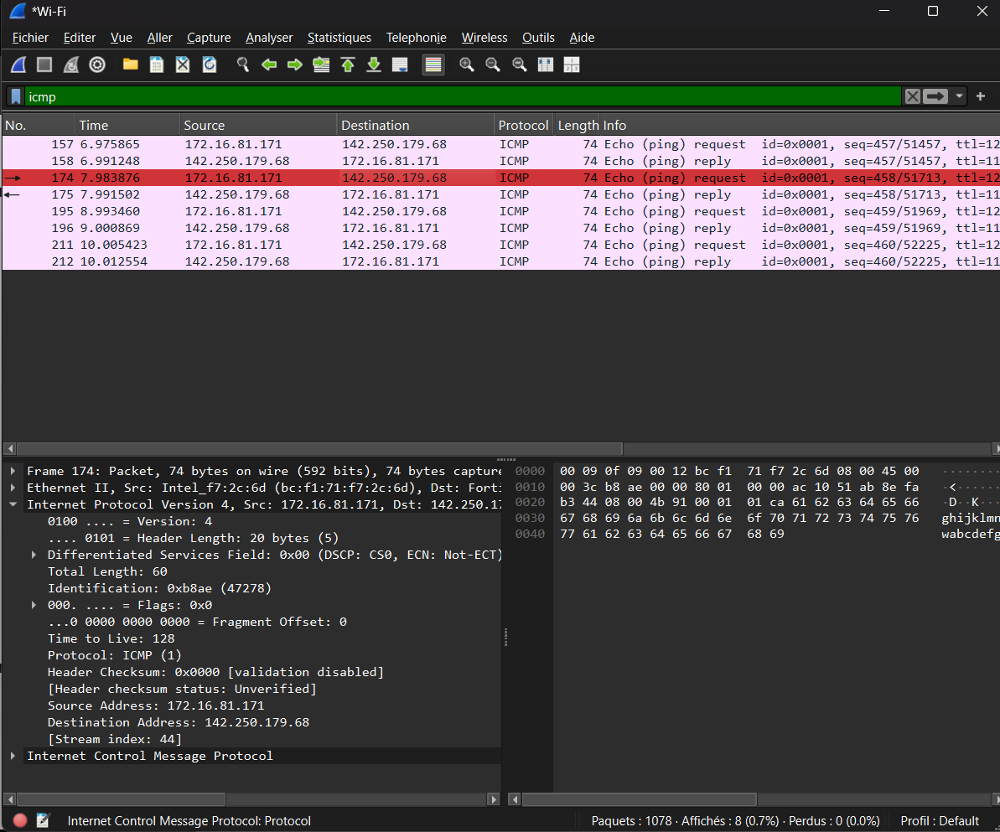 *Wi-Fi
Fichier Editer Vue Aller Capture Analyser Statistiques Telephonie Wireless Outils Aide
icmp
No. Time Source Destination Protocol Length Info
157 6.975865 172.16.81.171 142.250.179.68 ICMP 74 Echo (ping) request id=0x0001, seq=457/51457, ttl=12
158 6.991248 142.250.179.68 172.16.81.171 ICMP 74 Echo (ping) reply id=0x0001, seq=457/51457, ttl=11
174 7.983876 172.16.81.171 142.250.179.68 ICMP 74 Echo (ping) request id=0x0001, seq=458/51713, ttl=12
175 7.991502 142.250.179.68 172.16.81.171 ICMP 74 Echo (ping) reply id=0x0001, seq=458/51713, ttl=11
195 8.993460 172.16.81.171 142.250.179.68 ICMP 74 Echo (ping) request id=0x0001, seq=459/51969, ttl=12
196 9.000869 142.250.179.68 172.16.81.171 ICMP 74 Echo (ping) reply id=0x0001, seq=459/51969, ttl=11
211 10.005423 172.16.81.171 142.250.179.68 ICMP 74 Echo (ping) request id=0x0001, seq=460/52225, ttl=12
212 10.012554 142.250.179.68 172.16.81.171 ICMP 74 Echo (ping) reply id=0x0001, seq=460/52225, ttl=11
Frame 174: Packet, 74 bytes on wire (592 bits), 74 bytes capture
Ethernet II, Src: Intel_f7:2c:6d (bc:f1:71:f7:2c:6d), Dst: Forti
Internet Protocol Version 4, Src: 172.16.81.171, Dst: 142.250.17
0100 .... = Version: 4
.... 0101 = Header Length: 20 bytes (5)
Differentiated Services Field: 0x00 (DSCP: CS0, ECN: Not-ECT)
Total Length: 60
Identification: 0xb8ae (47278)
000. .... = Flags: 0x0
...0 0000 0000 0000 = Fragment Offset: 0
Time to Live: 128
Protocol: ICMP (1)
Header Checksum: 0x0000 [validation disabled]
[Header checksum status: Unverified]
Source Address: 172.16.81.171
Destination Address: 142.250.179.68
[Stream index: 44]
Internet Control Message Protocol
0000 00 09 0f 09 00 12 bc f1 71 f7 2c 6d 08 00 45 00 ········
0010 00 3c b8 ae 00 00 80 01 00 00 ac 10 51 ab 8e fa ·<······
0020 b3 44 08 00 4b 91 00 01 01 ca 61 62 63 64 65 66 ·D··K···
0030 67 68 69 6a 6b 6c 6d 6e 6f 70 71 72 73 74 75 76 ghijklmn
0040 77 61 62 63 64 65 66 67 68 69 wabcdefg
Internet Control Message Protocol: Protocol
Paquets : 1078 · Affichés : 8 (0.7%) · Perdus : 0 (0.0%)
Profil : Default